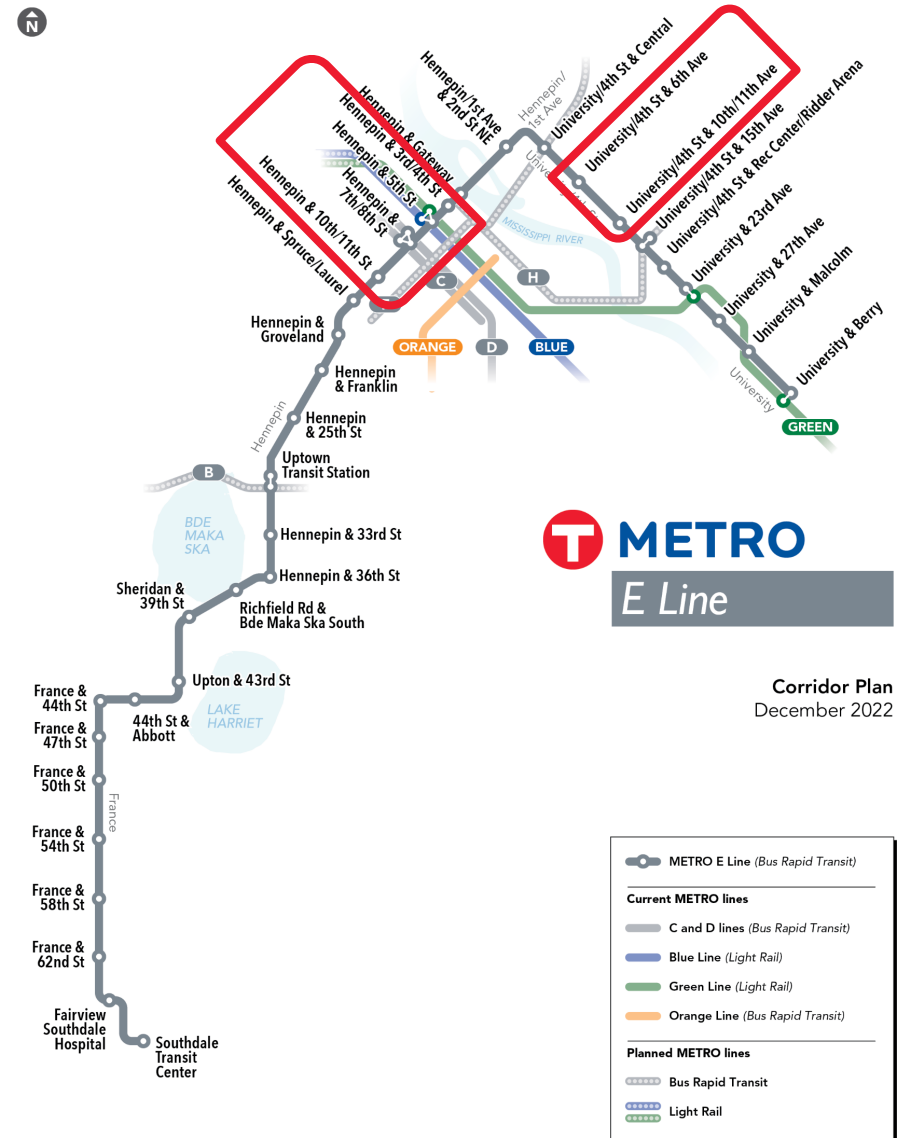 N
Hennepin/1st Ave
& 2nd St NE
Hennepin/
1st Ave
University/4th St & Central
University/4th St & 6th Ave
University/4th St & 10th/11th Ave
University/4th St & 15th Ave
University/4th St & Rec Center/Ridder Arena
University & 23rd Ave
University & 27th Ave
University & Malcolm
University & Berry
Hennepin & Gateway
Hennepin & 3rd/4th St
Hennepin & 5th St
Hennepin &
7th/8th St
Hennepin & 10th/11th St
Hennepin & Spruce/Laurel
MISSISSIPPI RIVER
C
H
ORANGE
D
BLUE
University
GREEN
Hennepin &
Groveland
Hennepin
& Franklin
Hennepin
Hennepin
& 25th St
Uptown
Transit Station
B
BDE
MAKA
SKA
Hennepin & 33rd St
Hennepin & 36th St
Sheridan &
39th St
Richfield Rd &
Bde Maka Ska South
Upton & 43rd St
LAKE
HARRIET
France &
44th St
44th St &
Abbott
France &
47th St
France &
50th St
France
France &
54th St
France &
58th St
France &
62nd St
Fairview
Southdale
Hospital
Southdale
Transit
Center
T METRO
E Line
Corridor Plan
December 2022
METRO E Line (Bus Rapid Transit)
Current METRO lines
C and D lines (Bus Rapid Transit)
Blue Line (Light Rail)
Green Line (Light Rail)
Orange Line (Bus Rapid Transit)
Planned METRO lines
Bus Rapid Transit
Light Rail